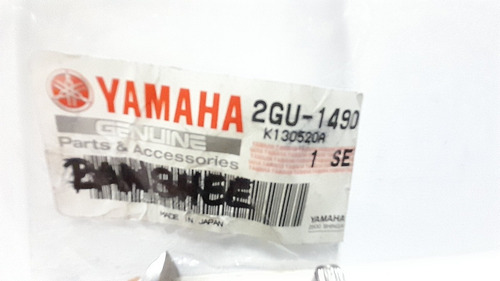 YAMAHA 2GU-1490
K130520A
GENUINE
Parts & Accessories
1 SE
BANSHEE
MADE IN JAPAN
YAMAHA